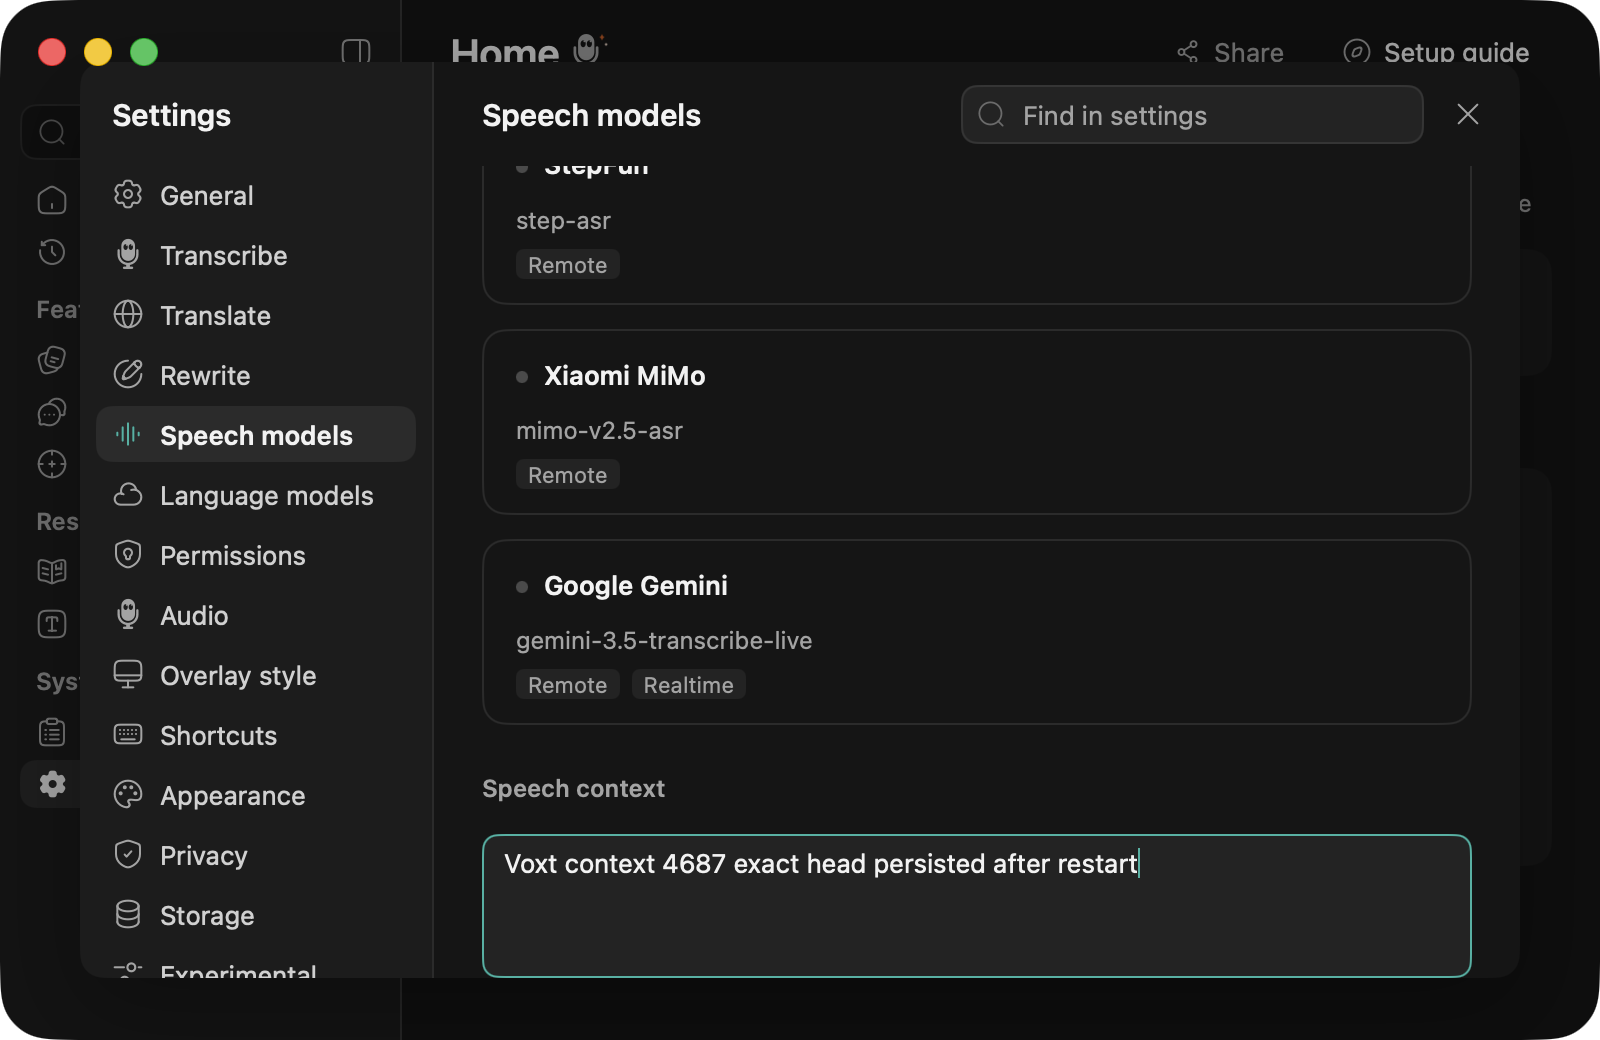 Home
Share
Setup guide
Settings
Speech models
Find in settings
General
Transcribe
Translate
Rewrite
Speech models
Language models
Permissions
Audio
Overlay style
Shortcuts
Appearance
Privacy
Storage
Experimental
StepFun
step-asr
Remote
Xiaomi MiMo
mimo-v2.5-asr
Remote
Google Gemini
gemini-3.5-transcribe-live
Remote Realtime
Speech context
Voxt context 4687 exact head persisted after restart